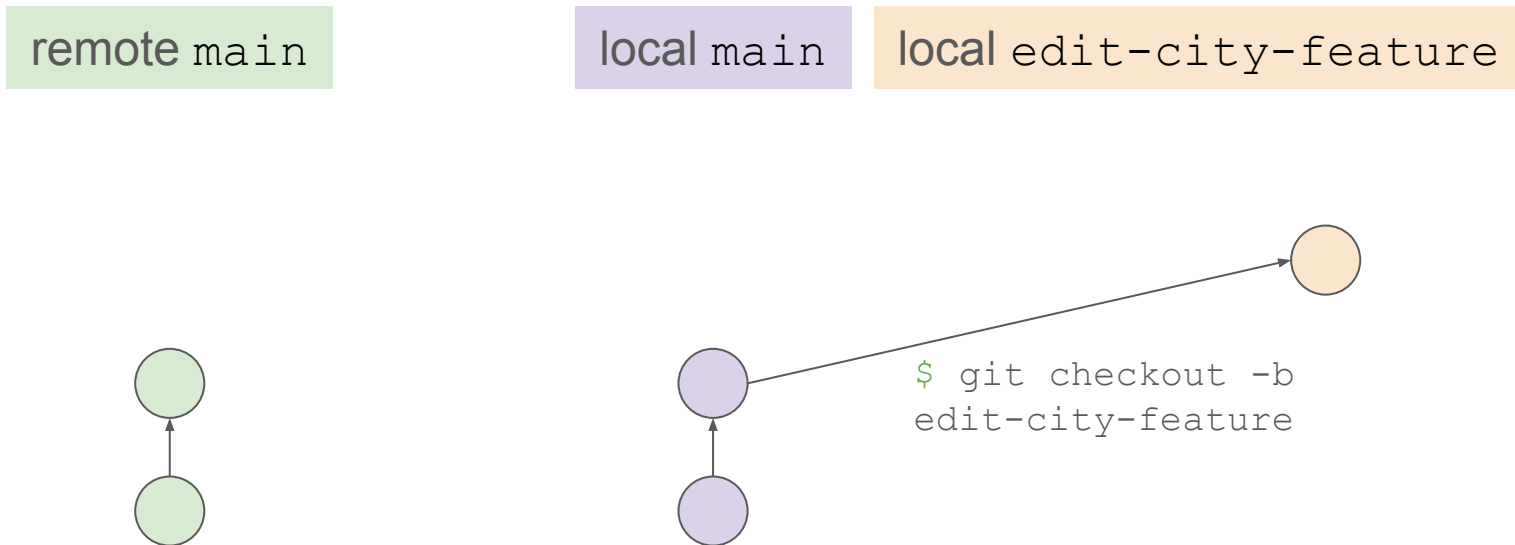 remote main
local main
local edit-city-feature
$ git checkout -b
edit-city-feature